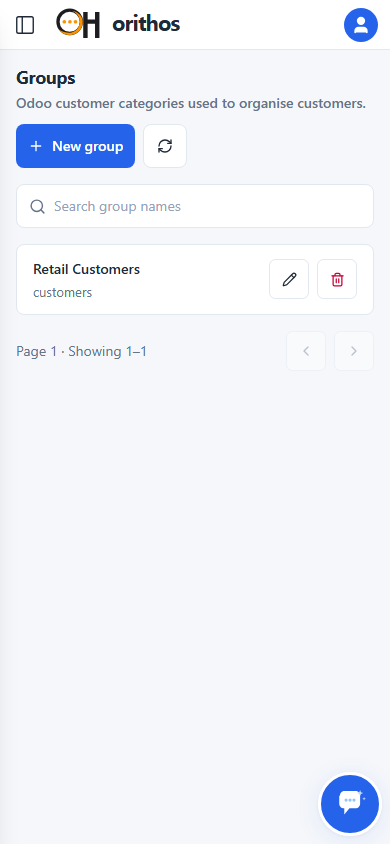 OH orithos
Groups
Odoo customer categories used to organise customers.
+ New group
Search group names
Retail Customers
customers
Page 1 · Showing 1–1